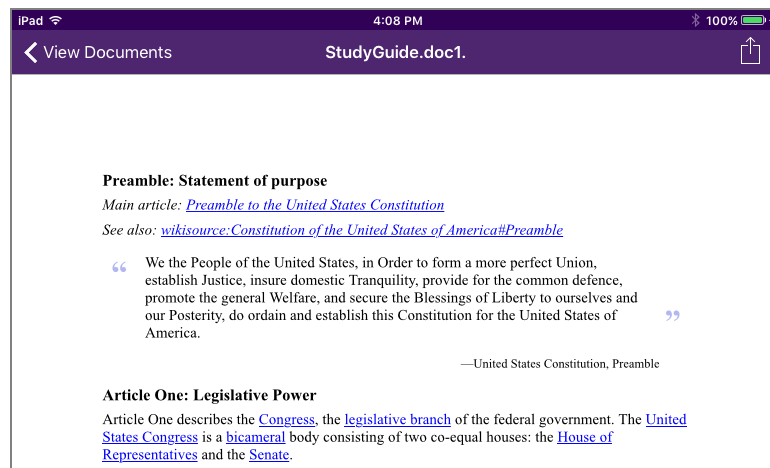 iPad 4:08 PM 100%
View Documents StudyGuide.doc1.
Preamble: Statement of purpose
Main article: Preamble to the United States Constitution
See also: wikisource:Constitution of the United States of America#Preamble
“ We the People of the United States, in Order to form a more perfect Union,
establish Justice, insure domestic Tranquility, provide for the common defence,
promote the general Welfare, and secure the Blessings of Liberty to ourselves and
our Posterity, do ordain and establish this Constitution for the United States of ”
America.
—United States Constitution, Preamble
Article One: Legislative Power
Article One describes the Congress, the legislative branch of the federal government. The United
States Congress is a bicameral body consisting of two co-equal houses: the House of
Representatives and the Senate.